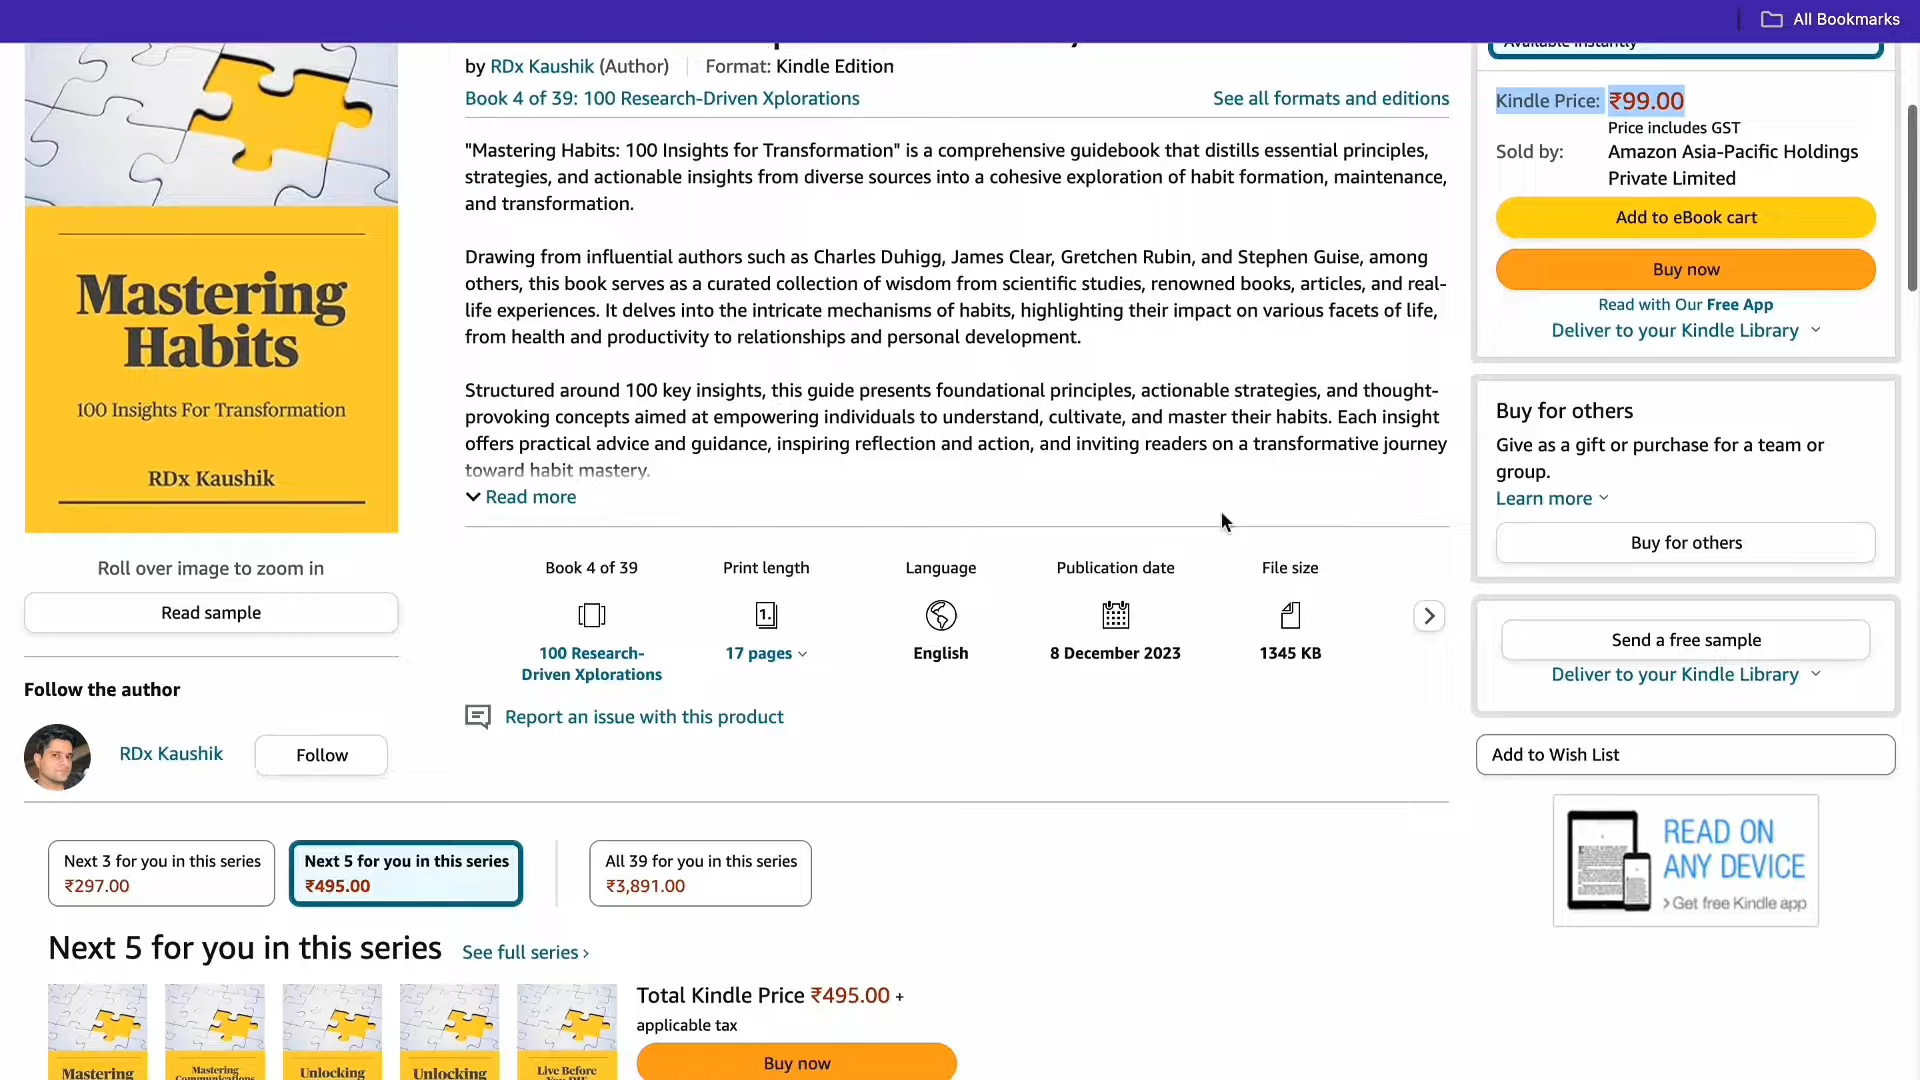 All Bookmarks
Mastering
Habits
100 Insights For Transformation
RDx Kaushik
Roll over image to zoom in
Read sample
Follow the author
RDx Kaushik
Follow
by RDx Kaushik (Author)
Format: Kindle Edition
Book 4 of 39: 100 Research-Driven Xplorations
See all formats and editions
"Mastering Habits: 100 Insights for Transformation" is a comprehensive guidebook that distills essential principles,
strategies, and actionable insights from diverse sources into a cohesive exploration of habit formation, maintenance,
and transformation.
Drawing from influential authors such as Charles Duhigg, James Clear, Gretchen Rubin, and Stephen Guise, among
others, this book serves as a curated collection of wisdom from scientific studies, renowned books, articles, and real-
life experiences. It delves into the intricate mechanisms of habits, highlighting their impact on various facets of life,
from health and productivity to relationships and personal development.
Structured around 100 key insights, this guide presents foundational principles, actionable strategies, and thought-
provoking concepts aimed at empowering individuals to understand, cultivate, and master their habits. Each insight
offers practical advice and guidance, inspiring reflection and action, and inviting readers on a transformative journey
toward habit mastery.
Read more
Book 4 of 39
100 Research-
Driven Xplorations
Print length
1.
17 pages
Language
English
Publication date
8 December 2023
File size
1345 KB
Report an issue with this product
Available instantly
Kindle Price: ₹99.00
Price includes GST
Sold by: Amazon Asia-Pacific Holdings
Private Limited
Add to eBook cart
Buy now
Read with Our Free App
Deliver to your Kindle Library
Buy for others
Give as a gift or purchase for a team or
group.
Learn more
Buy for others
Send a free sample
Deliver to your Kindle Library
Add to Wish List
READ ON
ANY DEVICE
>Get free Kindle app
Next 3 for you in this series
₹297.00
Next 5 for you in this series
₹495.00
All 39 for you in this series
₹3,891.00
Next 5 for you in this series
See full series ›
Mastering
Mastering
Communications
Unlocking
Unlocking
Live Before
You DIE
Total Kindle Price ₹495.00 +
applicable tax
Buy now